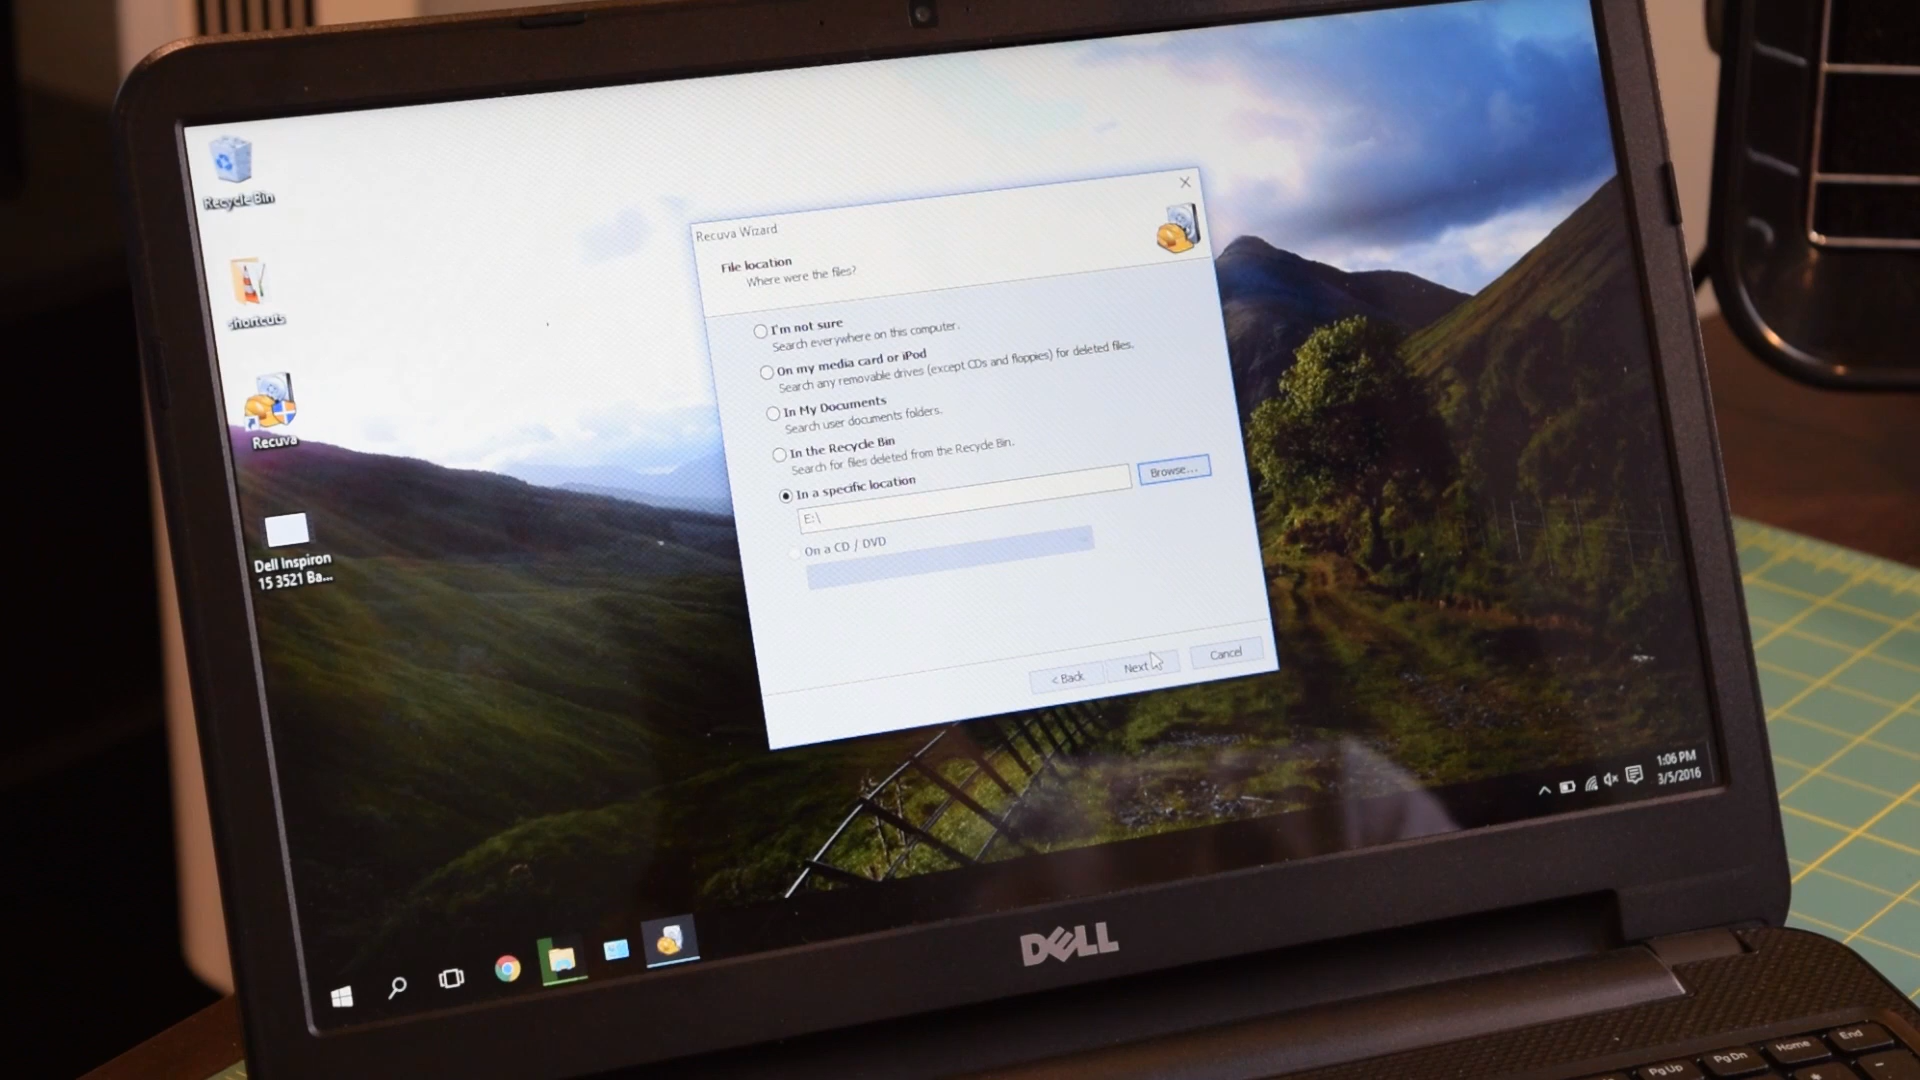 Recycle Bin
shortcuts
Recuva
Dell Inspiron
15 3521 Ba...
Recuva Wizard
File location
Where were the files?
I'm not sure
Search everywhere on this computer.
On my media card or iPod
Search any removable drives (except CDs and floppies) for deleted files.
In My Documents
Search user documents folders.
In the Recycle Bin
Search for files deleted from the Recycle Bin.
In a specific location
E:\
Browse...
On a CD / DVD
< Back
Next
Cancel
1:06 PM
3/5/2016
DELL
PgUp
PgDn
Home
End